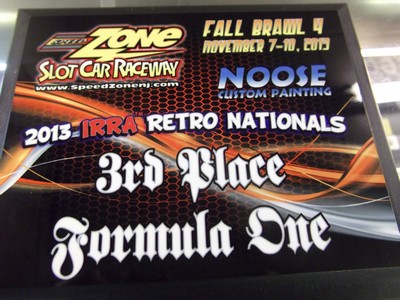 SPEED ZONE
SLOT CAR RACEWAY
www.SpeedZonenj.com
FALL BRAWL 4
NOVEMBER 7-10, 2013
NOOSE
CUSTOM PAINTING
2013 IRRA RETRO NATIONALS
3rd Place
Formula One